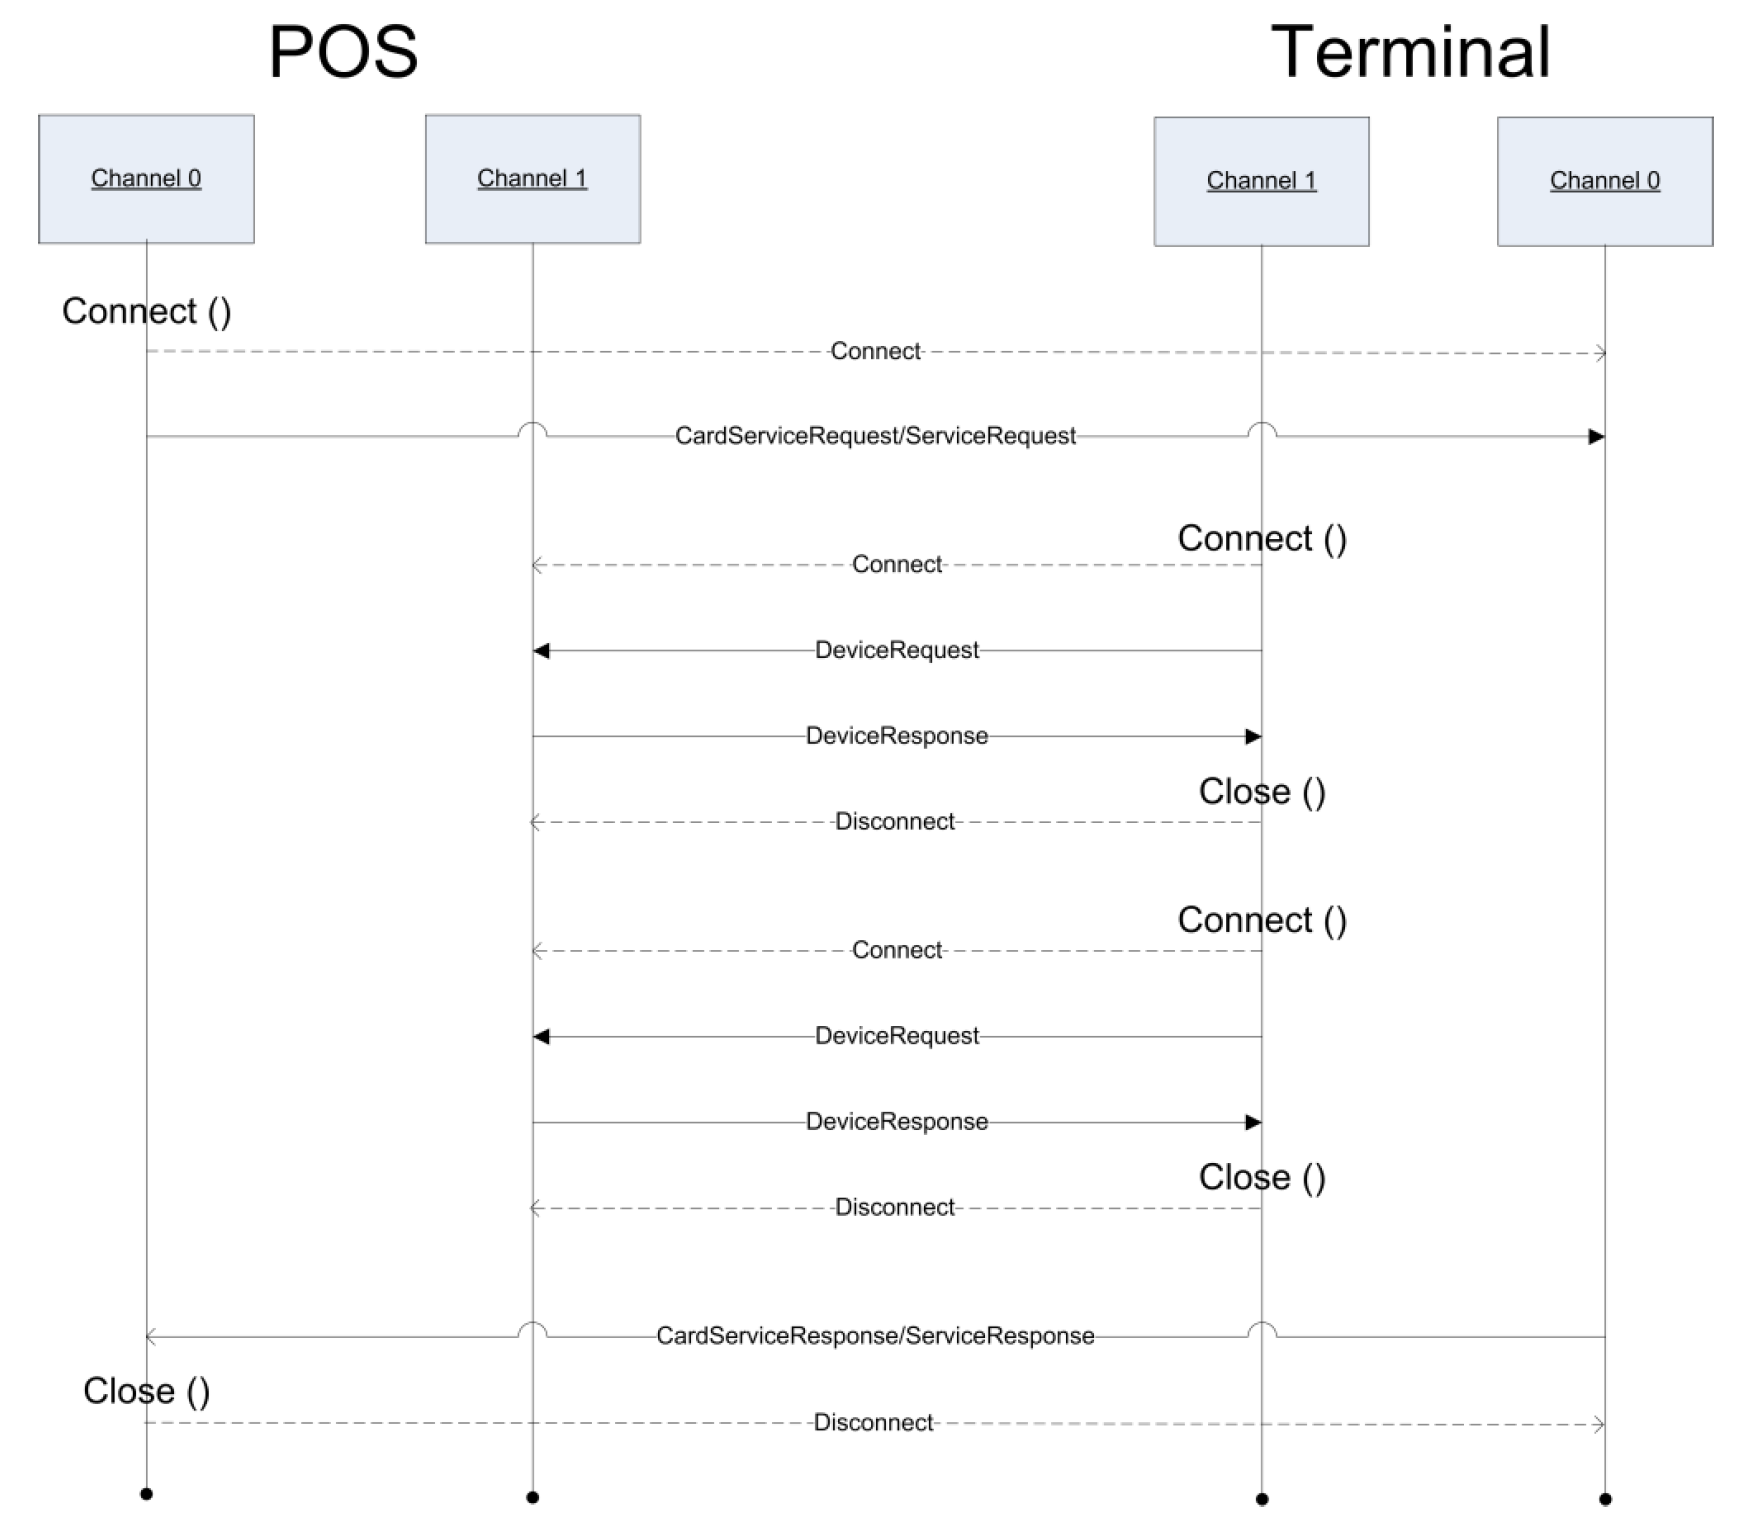 POS
Terminal
Channel 0
Channel 1
Channel 1
Channel 0
Connect ()
Connect
CardServiceRequest/ServiceRequest
Connect ()
Connect
DeviceRequest
DeviceResponse
Close ()
Disconnect
Connect ()
Connect
DeviceRequest
DeviceResponse
Close ()
Disconnect
CardServiceResponse/ServiceResponse
Close ()
Disconnect